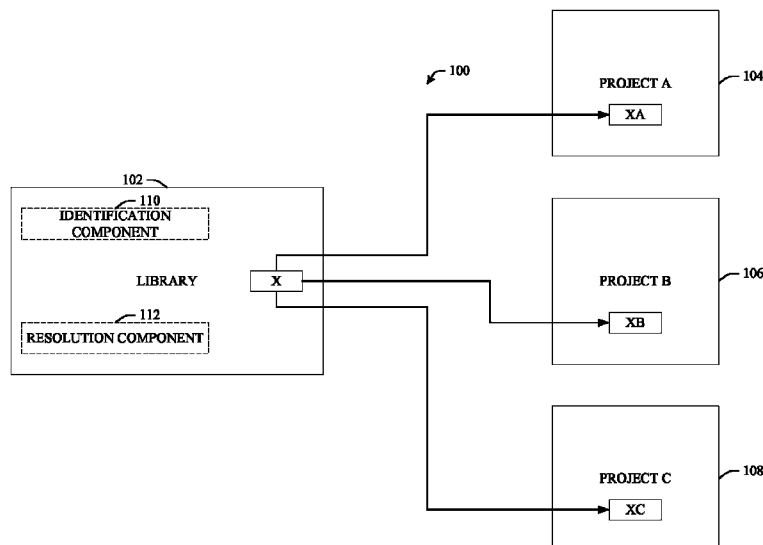 100
PROJECT A
104
XA
102
110
IDENTIFICATION
COMPONENT
LIBRARY
X
112
RESOLUTION COMPONENT
PROJECT B
106
XB
PROJECT C
108
XC